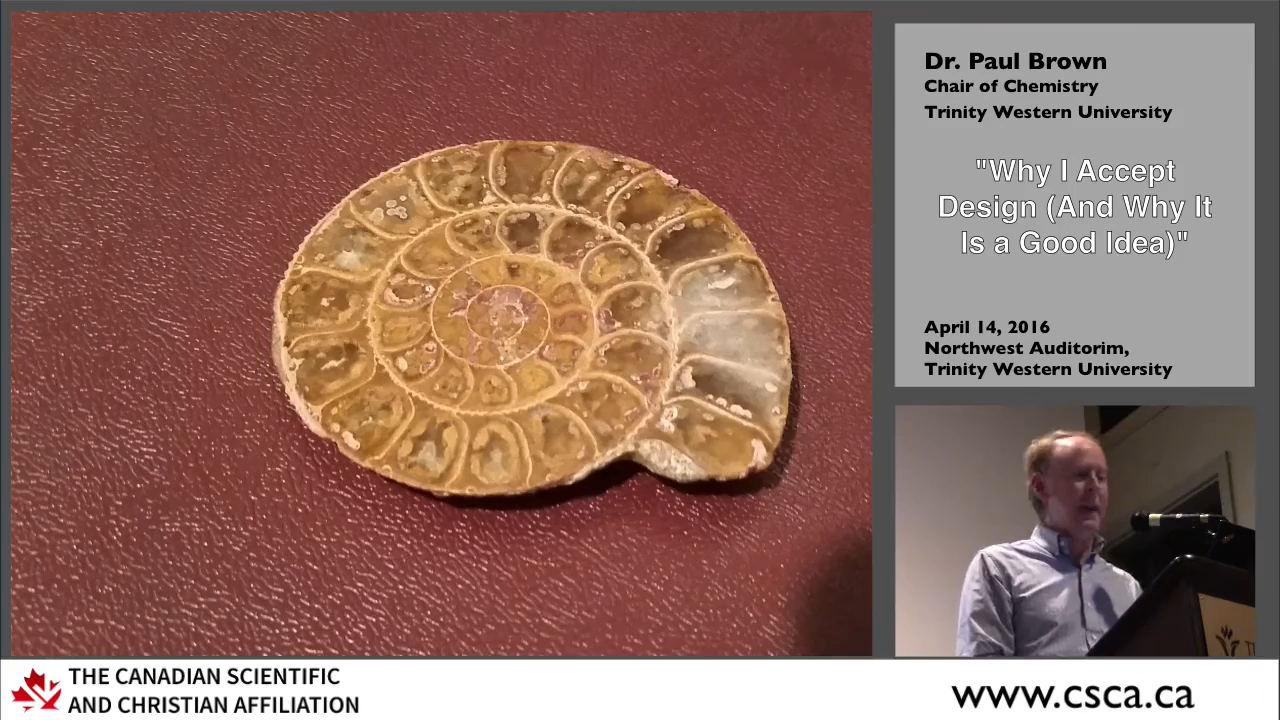 Dr. Paul Brown
Chair of Chemistry
Trinity Western University
"Why I Accept
Design (And Why It
Is a Good Idea)"
April 14, 2016
Northwest Auditorim,
Trinity Western University
THE CANADIAN SCIENTIFIC
AND CHRISTIAN AFFILIATION
www.csca.ca